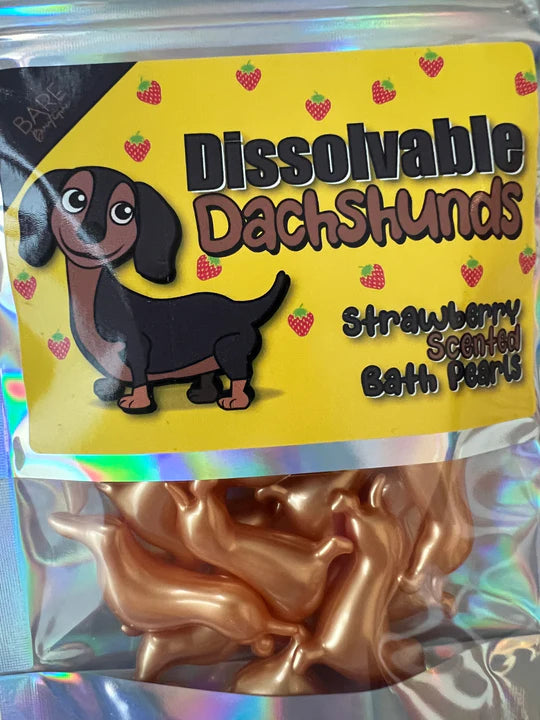 BARE
Dissolvable
Dachshunds
Strawberry
Scented
Bath Pearls